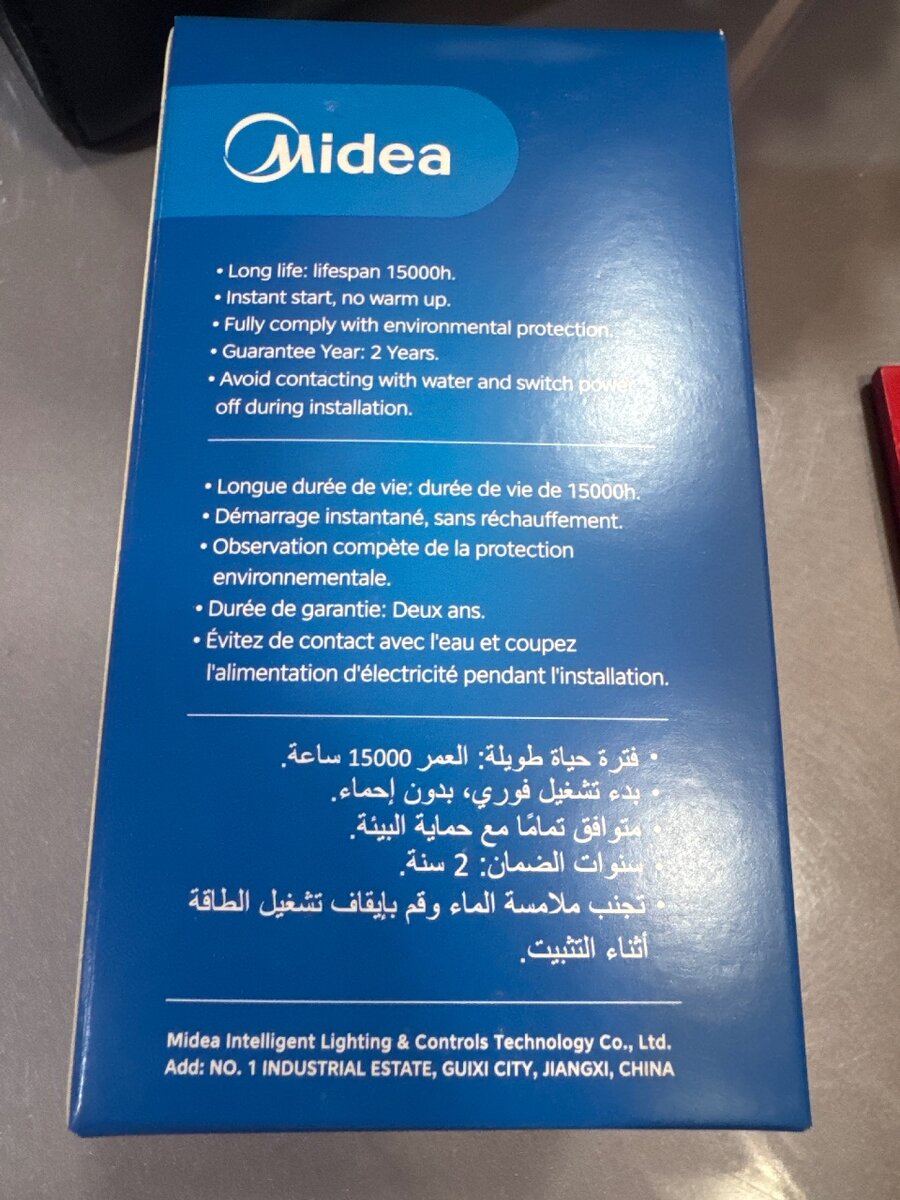 Midea
• Long life: lifespan 15000h.
• Instant start, no warm up.
• Fully comply with environmental protection.
• Guarantee Year: 2 Years.
• Avoid contacting with water and switch power
off during installation.
• Longue durée de vie: durée de vie de 15000h.
• Démarrage instantané, sans réchauffement.
• Observation compète de la protection
environnementale.
• Durée de garantie: Deux ans.
• Évitez de contact avec l'eau et coupez
l'alimentation d'électricité pendant l'installation.
• فترة حياة طويلة: العمر 15000 ساعة.
• بدء تشغيل فوري، بدون إحماء.
• متوافق تمامًا مع حماية البيئة.
• سنوات الضمان: 2 سنة.
• تجنب ملامسة الماء وقم بإيقاف تشغيل الطاقة
أثناء التثبيت.
Midea Intelligent Lighting & Controls Technology Co., Ltd.
Add: NO. 1 INDUSTRIAL ESTATE, GUIXI CITY, JIANGXI, CHINA